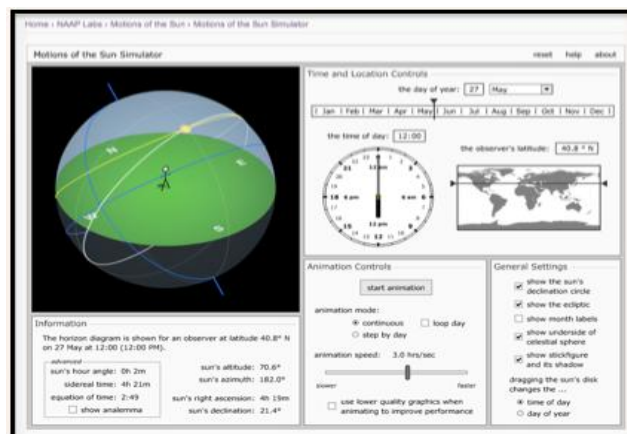 Home › NAAP Labs › Motions of the Sun › Motions of the Sun Simulator
Motions of the Sun Simulator
reset help about
N
E
S
W
Information
The horizon diagram is shown for an observer at latitude 40.8° N
on 27 May at 12:00 (12:00 PM).
advanced
sun's hour angle: 0h 2m
sidereal time: 4h 21m
equation of time: 2:49
show analemma
sun's altitude: 70.6°
sun's azimuth: 182.0°
sun's right ascension: 4h 19m
sun's declination: 21.4°
Time and Location Controls
the day of year: 27 May
Jan Feb Mar Apr May Jun Jul Aug Sep Oct Nov Dec
the time of day: 12:00
12 am
6 pm
6 am
12 pm
21
18
15
12
9
6
3
the observer's latitude: 40.8 ° N
Animation Controls
start animation
animation mode:
continuous
loop day
step by day
animation speed: 3.0 hrs/sec
slower
faster
use lower quality graphics when
animating to improve performance
General Settings
show the sun's
declination circle
show the ecliptic
show month labels
show underside of
celestial sphere
show stickfigure
and its shadow
dragging the sun's disk
changes the ...
time of day
day of year